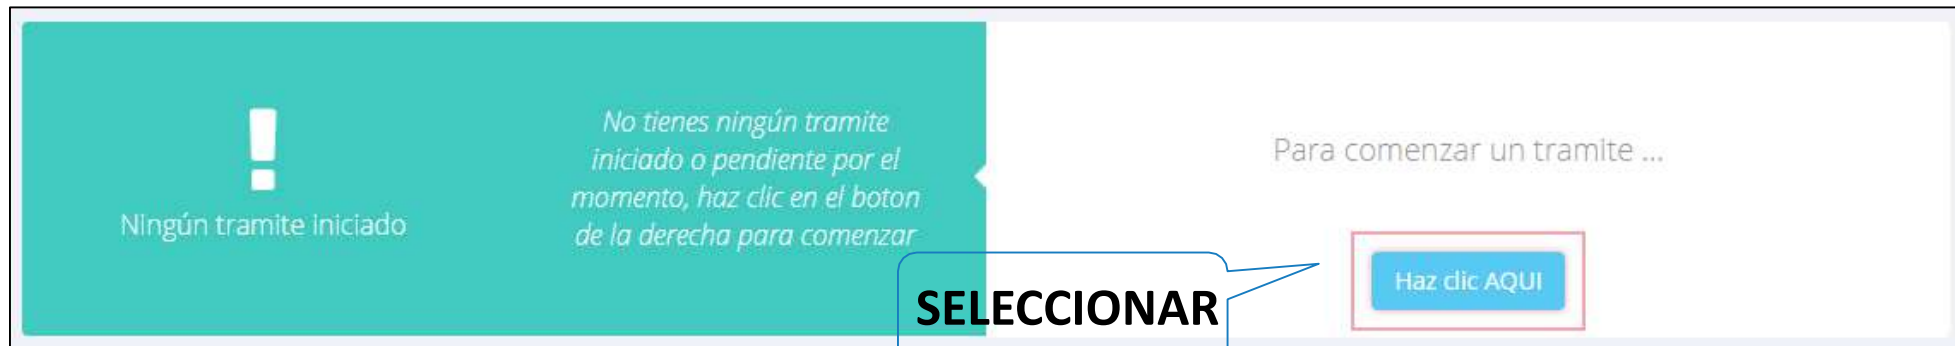 Ningún tramite iniciado
No tienes ningún tramite
iniciado o pendiente por el
momento, haz clic en el boton
de la derecha para comenzar
Para comenzar un tramite ...
Haz clic AQUI
SELECCIONAR